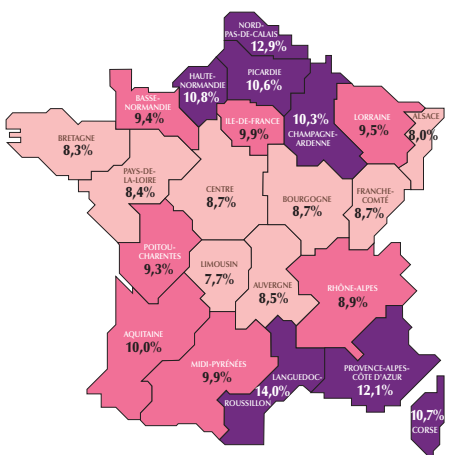 NORD-
PAS-DE-CALAIS
12,9%
PICARDIE
10,6%
HAUTE-
NORMANDIE
10,8%
BASSE-
NORMANDIE
9,4%
ILE-DE-FRANCE
9,9%
10,3%
CHAMPAGNE-
ARDENNE
LORRAINE
9,5%
ALSACE
8,0%
BRETAGNE
8,3%
PAYS-DE-
LA-LOIRE
8,4%
CENTRE
8,7%
BOURGOGNE
8,7%
FRANCHE-
COMTÉ
8,7%
POITOU-
CHARENTES
9,3%
LIMOUSIN
7,7%
AUVERGNE
8,5%
RHÔNE-ALPES
8,9%
AQUITAINE
10,0%
MIDI-PYRÉNÉES
9,9%
LANGUEDOC-
14,0%
ROUSSILLON
PROVENCE-ALPES-
CÔTE D'AZUR
12,1%
10,7%
CORSE